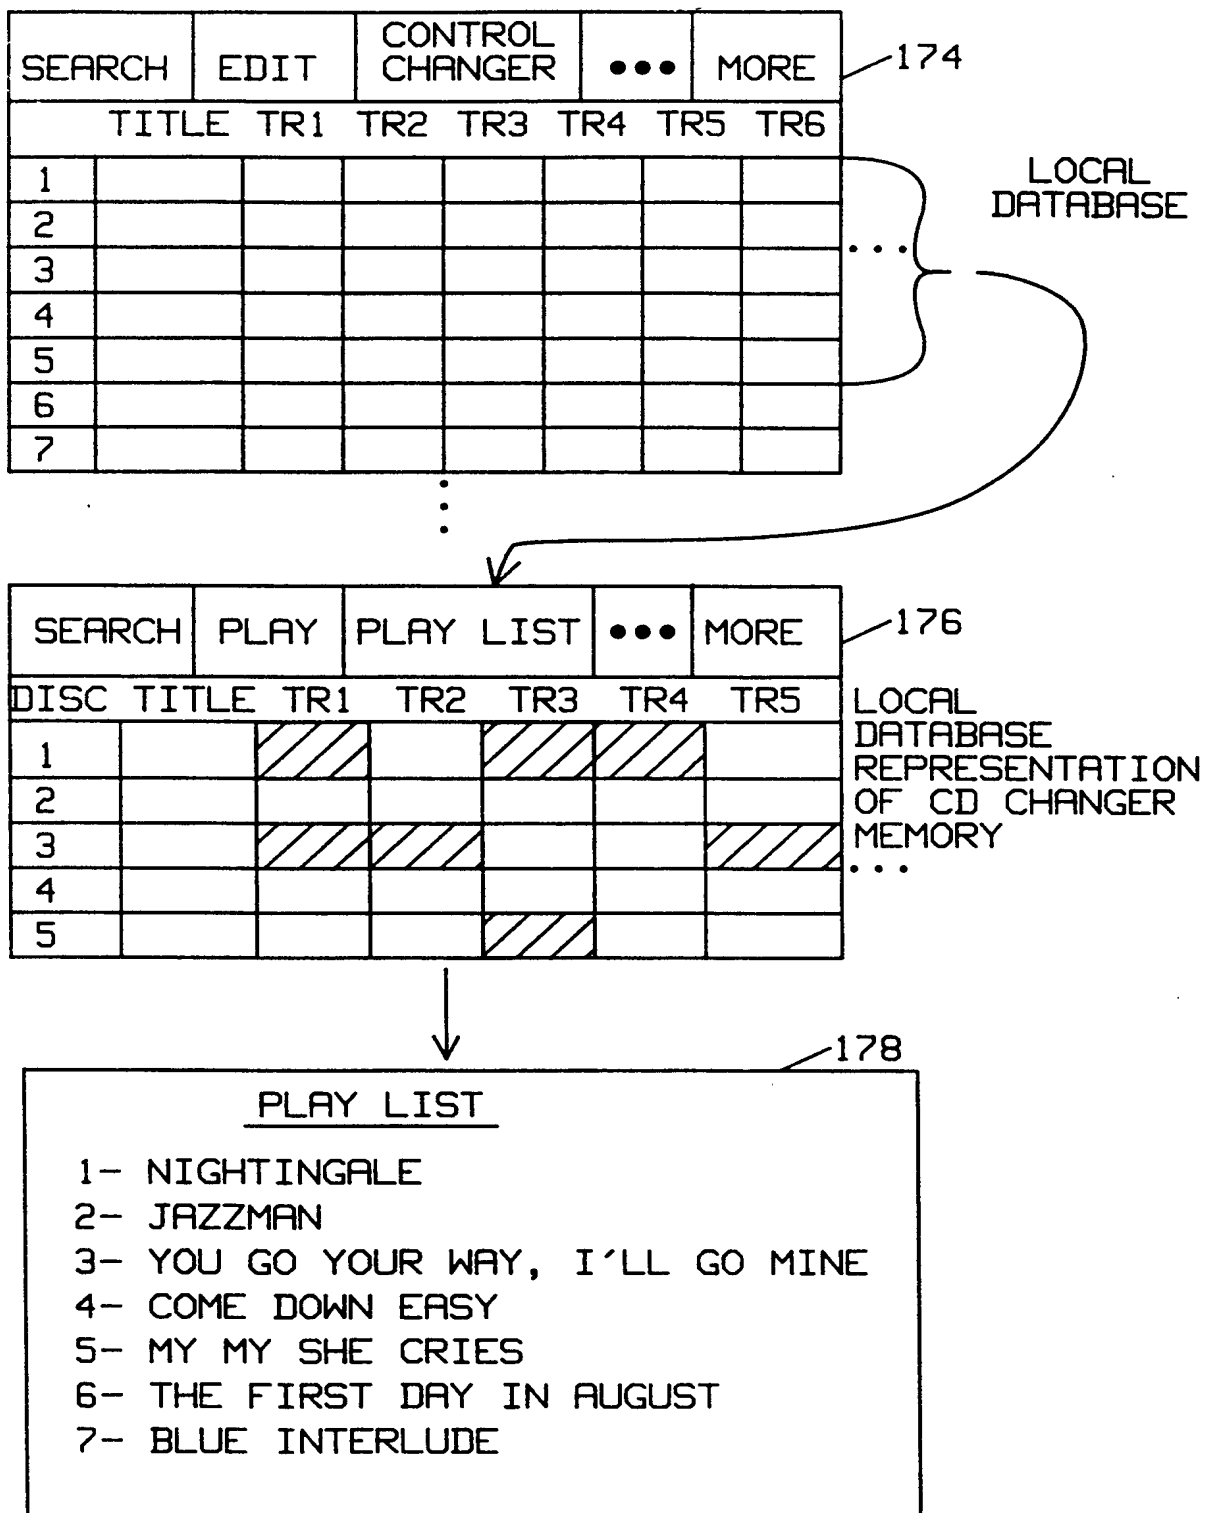 SEARCH EDIT CONTROL CHANGER ••• MORE 174
TITLE TR1 TR2 TR3 TR4 TR5 TR6
1
2
3
4
5
6
7
LOCAL
DATABASE
SEARCH PLAY PLAY LIST ••• MORE 176
DISC TITLE TR1 TR2 TR3 TR4 TR5
1
2
3
4
5
LOCAL
DATABASE
REPRESENTATION
OF CD CHANGER
MEMORY
178
PLAY LIST
1- NIGHTINGALE
2- JAZZMAN
3- YOU GO YOUR WAY, I'LL GO MINE
4- COME DOWN EASY
5- MY MY SHE CRIES
6- THE FIRST DAY IN AUGUST
7- BLUE INTERLUDE